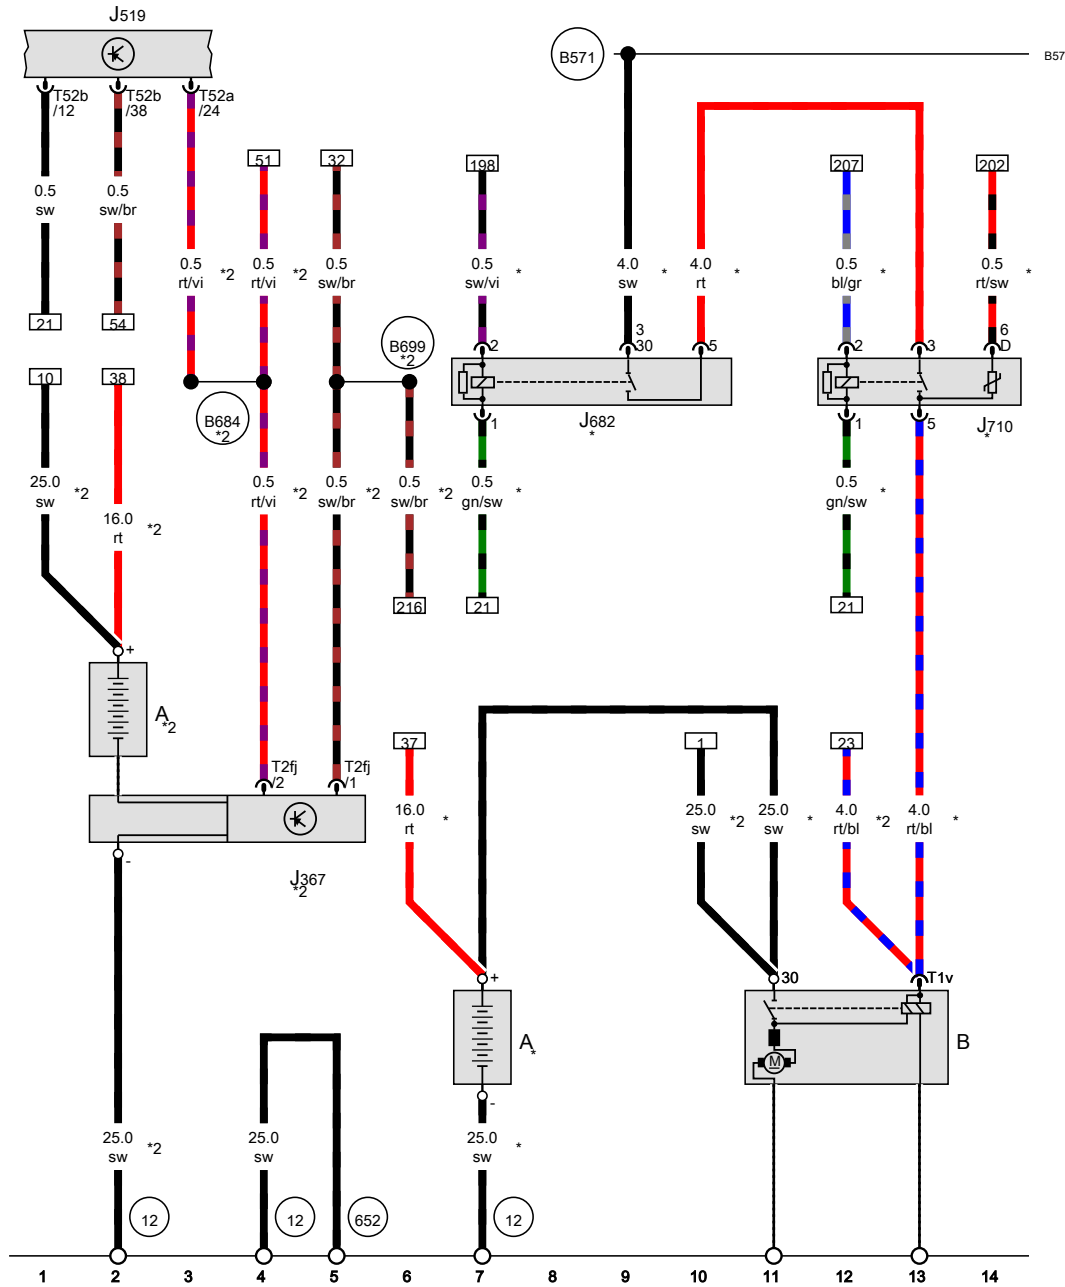 J519
B571
B57
T52b
/12
T52b
/38
T52a
/24
51
32
198
207
202
0.5
sw
0.5
sw/br
0.5
rt/vi
*2
0.5
rt/vi
*2
0.5
sw/br
0.5
sw/vi
*
4.0
sw
*
4.0
rt
*
0.5
bl/gr
*
0.5
rt/sw
*
21
54
B699
*2
2
3
30
5
2
3
6
D
10
38
B684
*2
1
J682
*
1
5
J710
*
25.0
sw
*2
16.0
rt
*2
0.5
rt/vi
*2
0.5
sw/br
*2
0.5
sw/br
*2
0.5
gn/sw
*
0.5
gn/sw
*
216
21
21
+
A
*2
37
1
23
T2fj
/2
T2fj
/1
16.0
rt
*
25.0
sw
*2
25.0
sw
*
4.0
rt/bl
*2
4.0
rt/bl
*
-
J367
*2
+
30
T1v
A
*
M
B
-
25.0
sw
*2
25.0
sw
25.0
sw
*
12
12
652
12
1 2 3 4 5 6 7 8 9 10 11 12 13 14